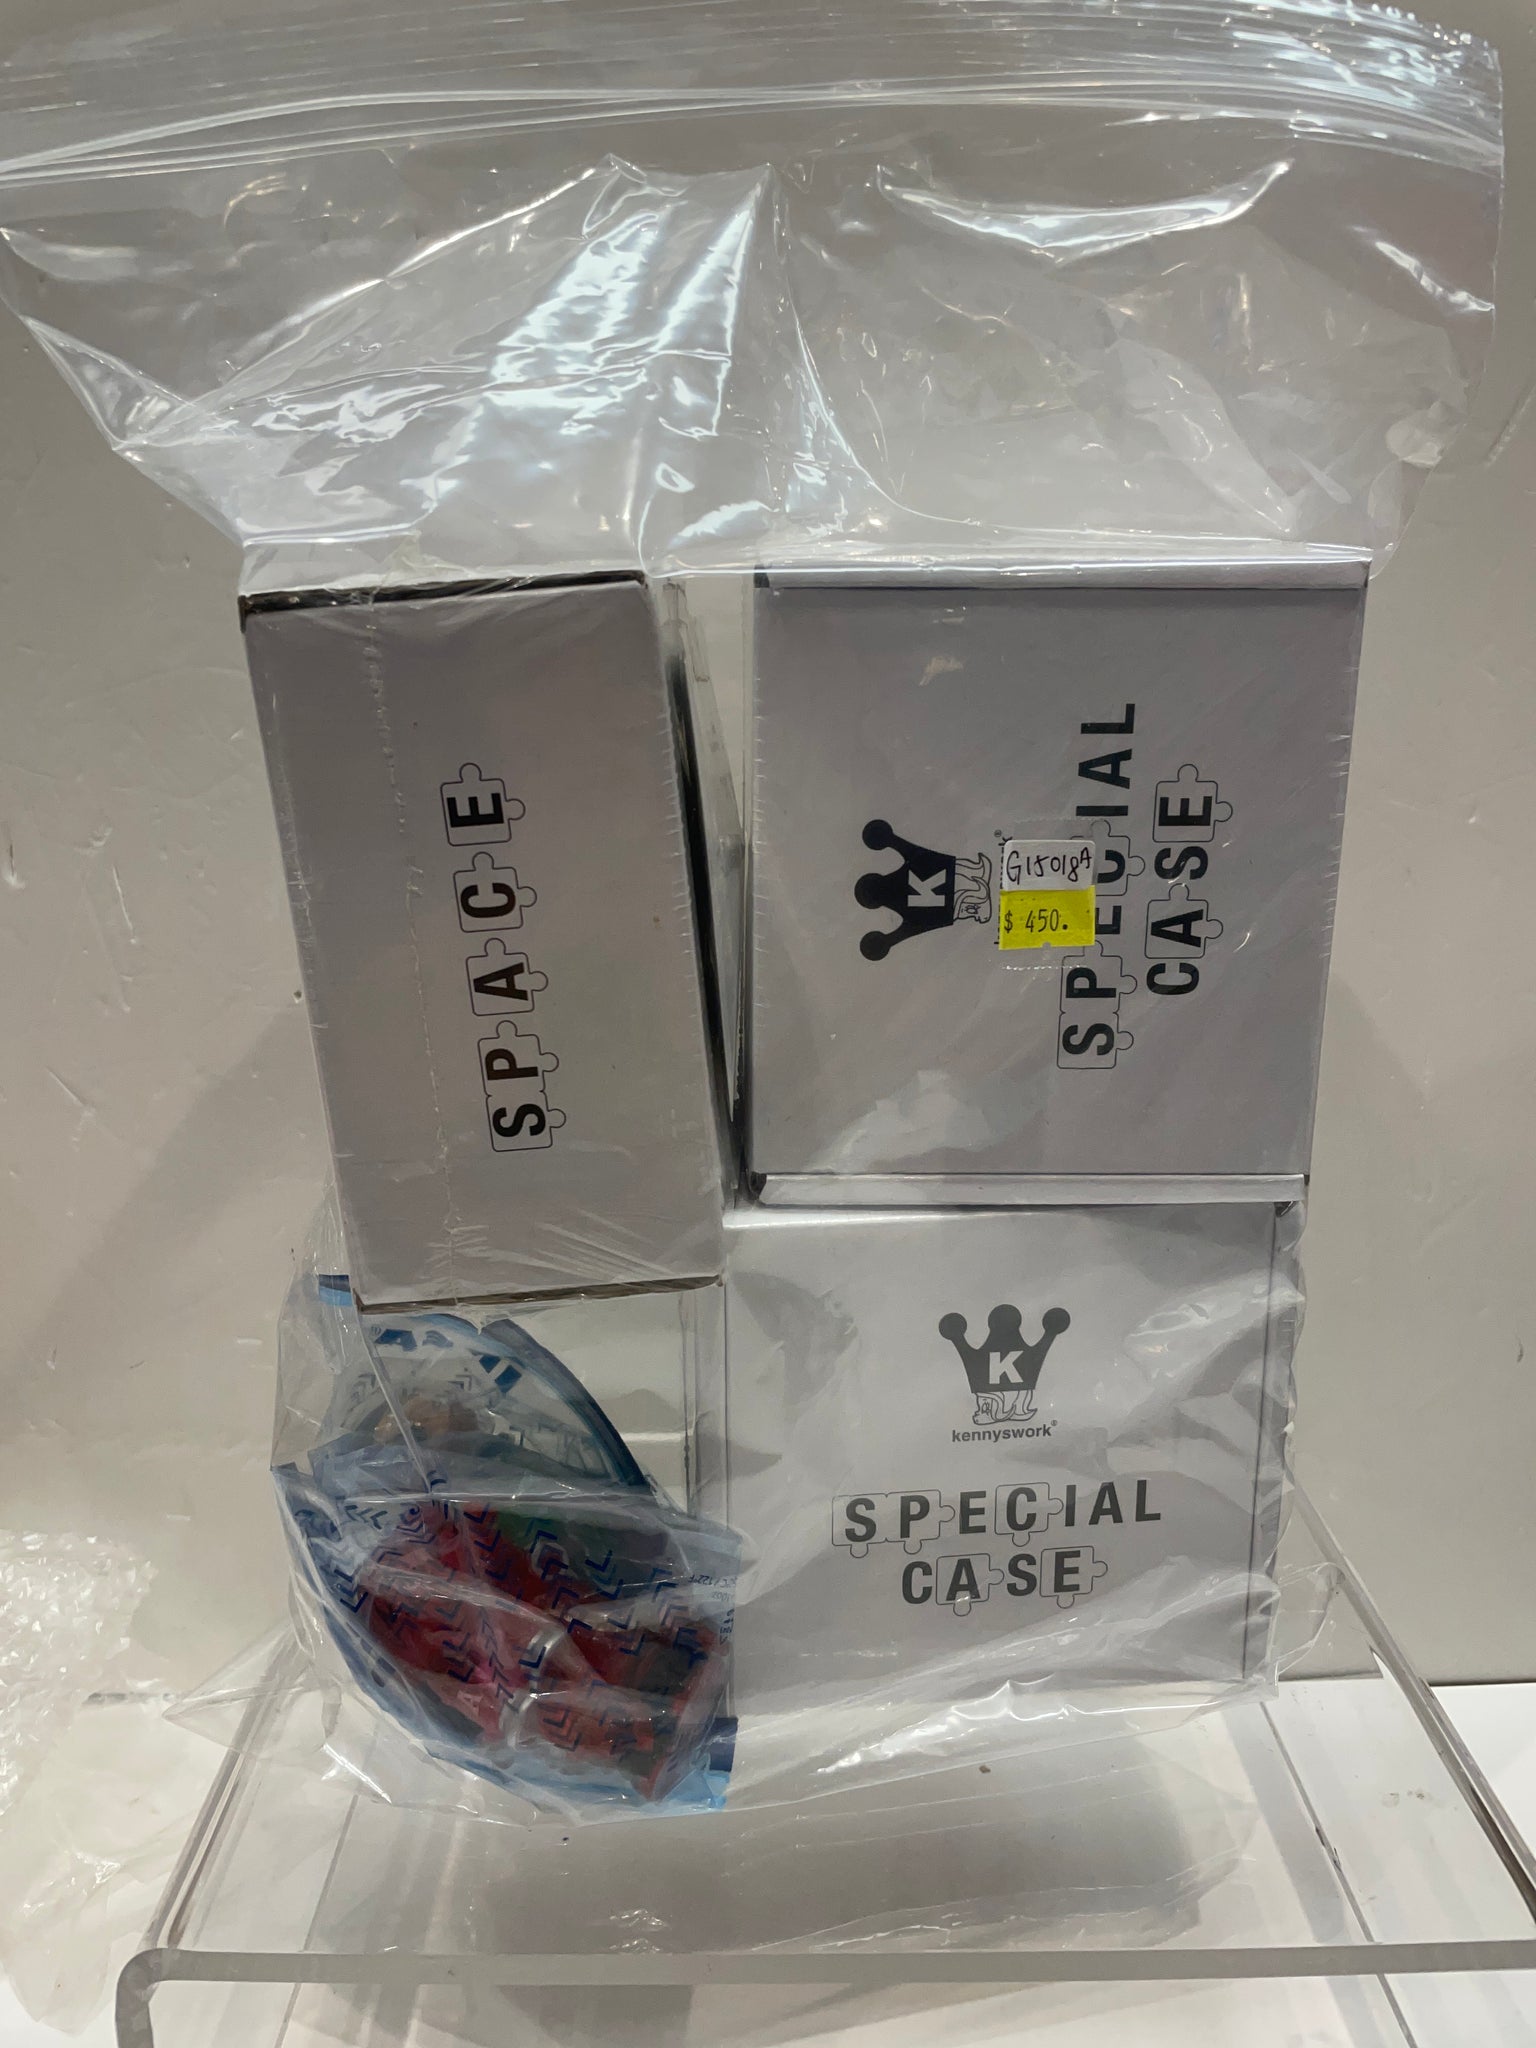 SPACE
K
SPECIAL
CASE
G15018A
$ 450.
K
kennyswork®
SPECIAL
CASE